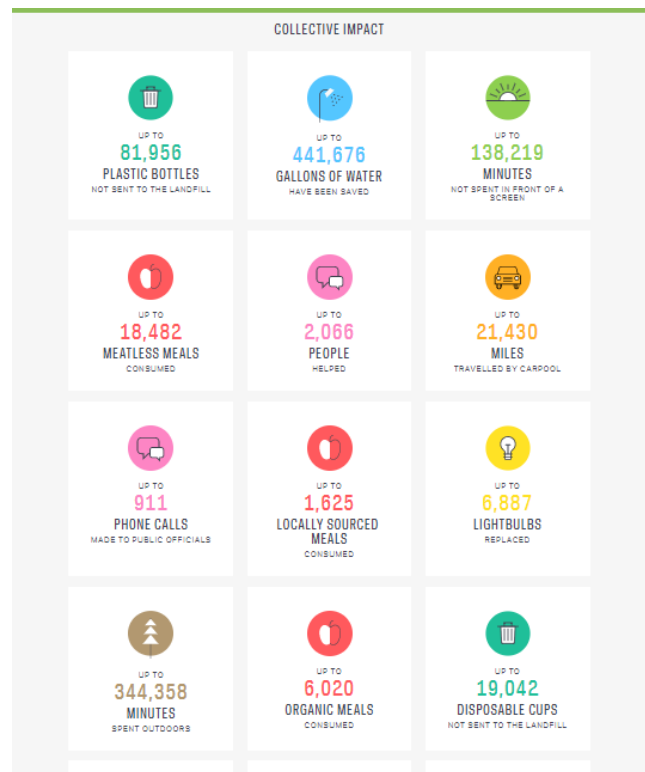 COLLECTIVE IMPACT
UP TO
81,956
PLASTIC BOTTLES
NOT SENT TO THE LANDFILL
UP TO
441,676
GALLONS OF WATER
HAVE BEEN SAVED
UP TO
138,219
MINUTES
NOT SPENT IN FRONT OF A
SCREEN
UP TO
18,482
MEATLESS MEALS
CONSUMED
UP TO
2,066
PEOPLE
HELPED
UP TO
21,430
MILES
TRAVELLED BY CARPOOL
UP TO
911
PHONE CALLS
MADE TO PUBLIC OFFICIALS
UP TO
1,625
LOCALLY SOURCED
MEALS
CONSUMED
UP TO
6,887
LIGHTBULBS
REPLACED
UP TO
344,358
MINUTES
SPENT OUTDOORS
UP TO
6,020
ORGANIC MEALS
CONSUMED
UP TO
19,042
DISPOSABLE CUPS
NOT SENT TO THE LANDFILL